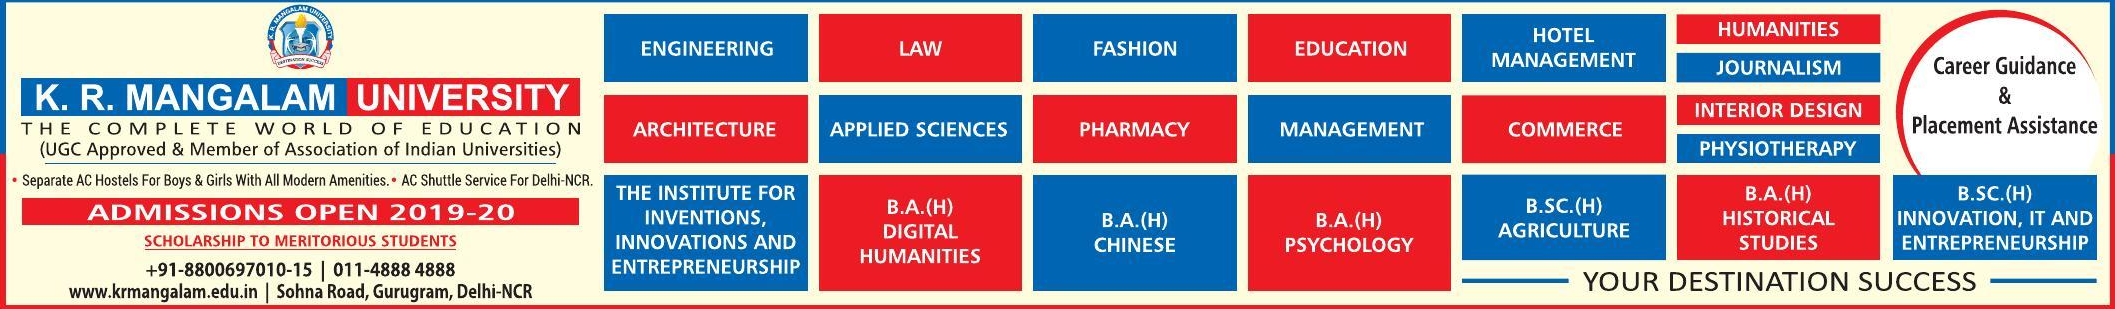 K. R. MANGALAM UNIVERSITY
DESTINATION SUCCESS
K. R. MANGALAM UNIVERSITY
THE COMPLETE WORLD OF EDUCATION
(UGC Approved & Member of Association of Indian Universities)
• Separate AC Hostels For Boys & Girls With All Modern Amenities. • AC Shuttle Service For Delhi-NCR.
ADMISSIONS OPEN 2019-20
SCHOLARSHIP TO MERITORIOUS STUDENTS
+91-8800697010-15 | 011-4888 4888
www.krmangalam.edu.in | Sohna Road, Gurugram, Delhi-NCR
ENGINEERING
LAW
FASHION
EDUCATION
HOTEL
MANAGEMENT
HUMANITIES
JOURNALISM
ARCHITECTURE
APPLIED SCIENCES
PHARMACY
MANAGEMENT
COMMERCE
INTERIOR DESIGN
PHYSIOTHERAPY
Career Guidance
&
Placement Assistance
THE INSTITUTE FOR
INVENTIONS,
INNOVATIONS AND
ENTREPRENEURSHIP
B.A.(H)
DIGITAL
HUMANITIES
B.A.(H)
CHINESE
B.A.(H)
PSYCHOLOGY
B.SC.(H)
AGRICULTURE
B.A.(H)
HISTORICAL
STUDIES
B.SC.(H)
INNOVATION, IT AND
ENTREPRENEURSHIP
YOUR DESTINATION SUCCESS